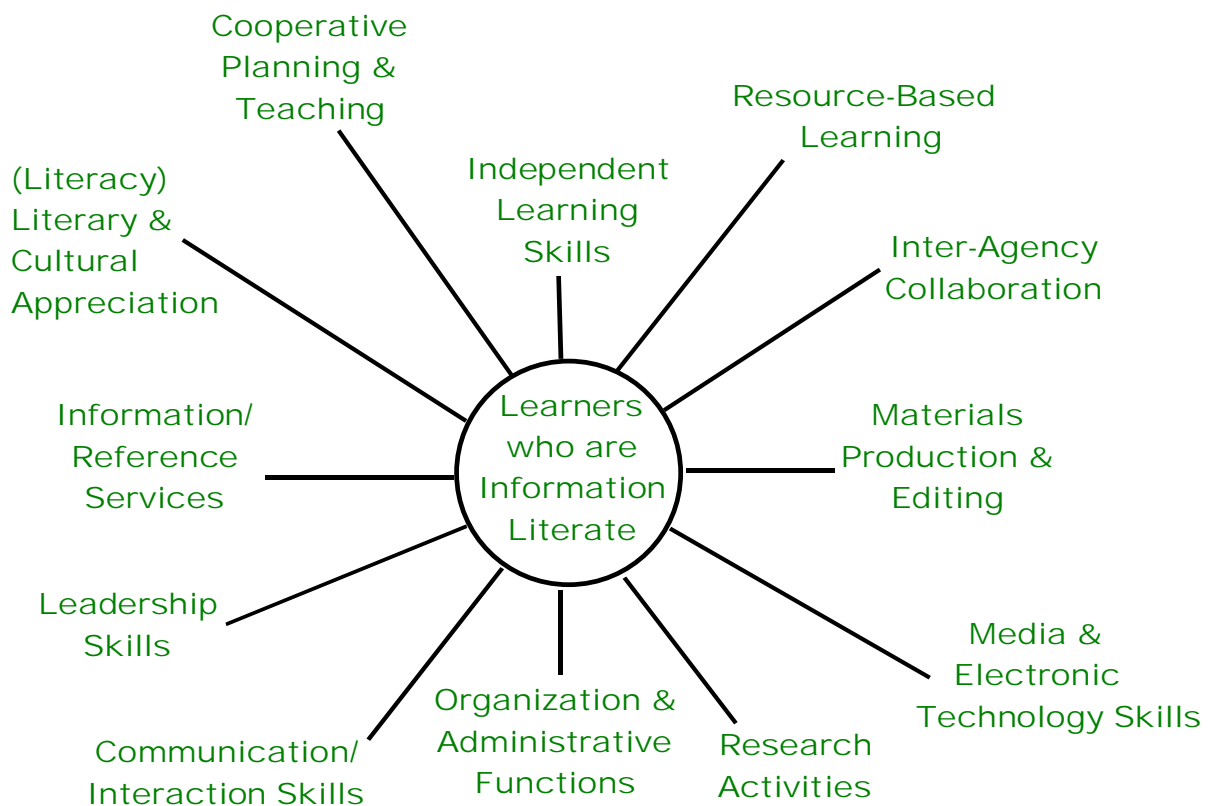 Cooperative
Planning &
Teaching
Resource-Based
Learning
Independent
Learning
Skills
(Literacy)
Literary &
Cultural
Appreciation
Inter-Agency
Collaboration
Learners
who are
Information
Literate
Information/
Reference
Services
Materials
Production &
Editing
Leadership
Skills
Media &
Electronic
Technology Skills
Communication/
Interaction Skills
Organization &
Administrative
Functions
Research
Activities